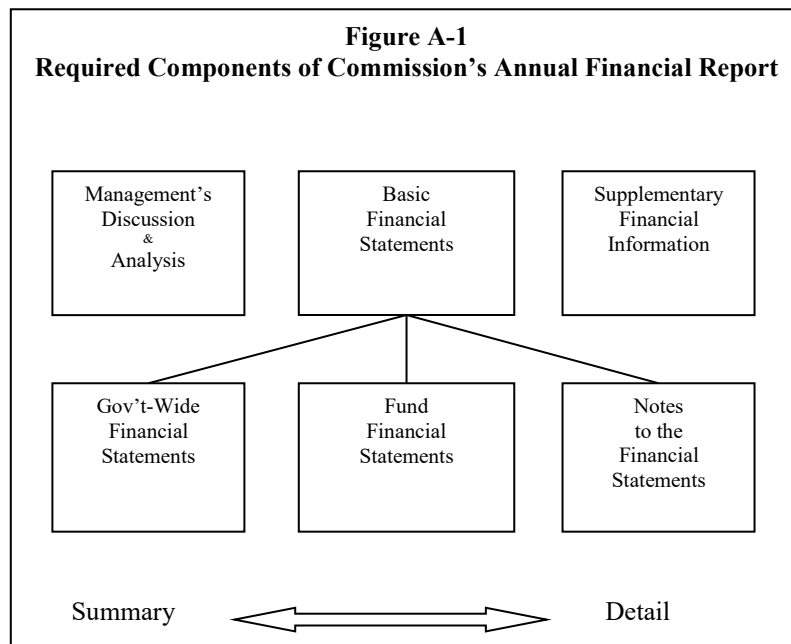 Figure A-1
Required Components of Commission’s Annual Financial Report
Management’s
Discussion
&
Analysis
Basic
Financial
Statements
Supplementary
Financial
Information
Gov’t-Wide
Financial
Statements
Fund
Financial
Statements
Notes
to the
Financial
Statements
Summary
Detail